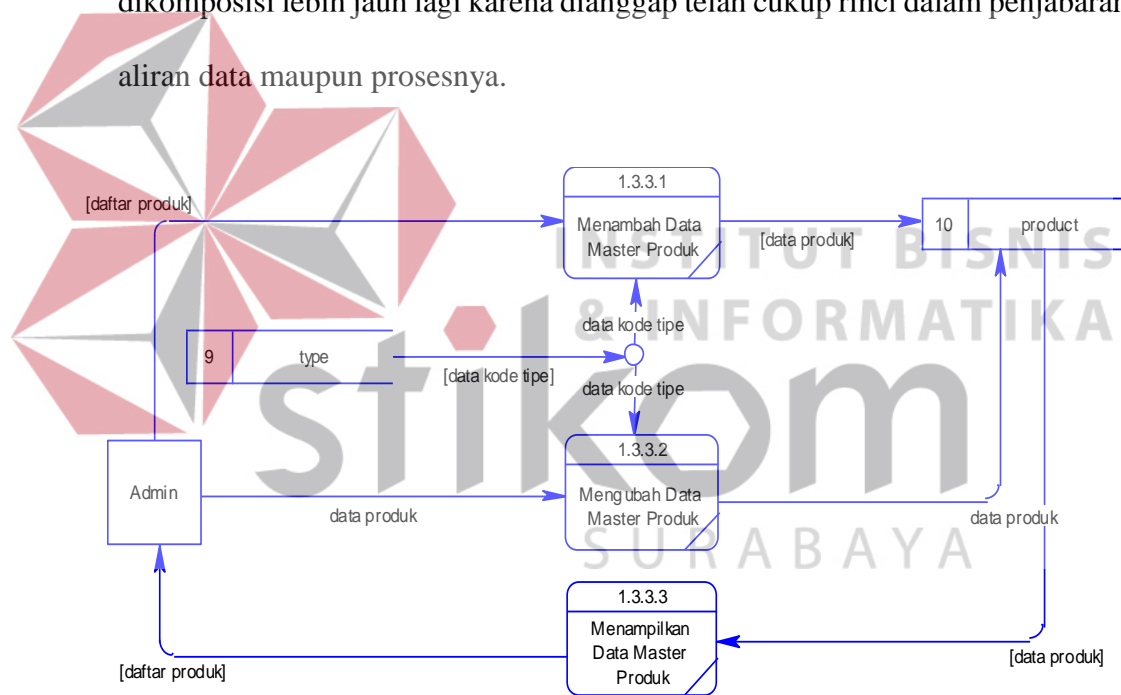 dikomposisi lebih jauh lagi karena dianggap telah cukup rinci dalam penjabaran
aliran data maupun prosesnya.
1.3.3.1
[daftar produk]
Menambah Data
Master Produk
[data produk]
10
product
INSTITUT BISNIS
& INFORMATIKA
data kode tipe
9
type
[data kode tipe]
data kode tipe
stikom
1.3.3.2
Admin
Mengubah Data
Master Produk
data produk
data produk
SURABAYA
1.3.3.3
Menampilkan
Data Master
Produk
[daftar produk]
[data produk]